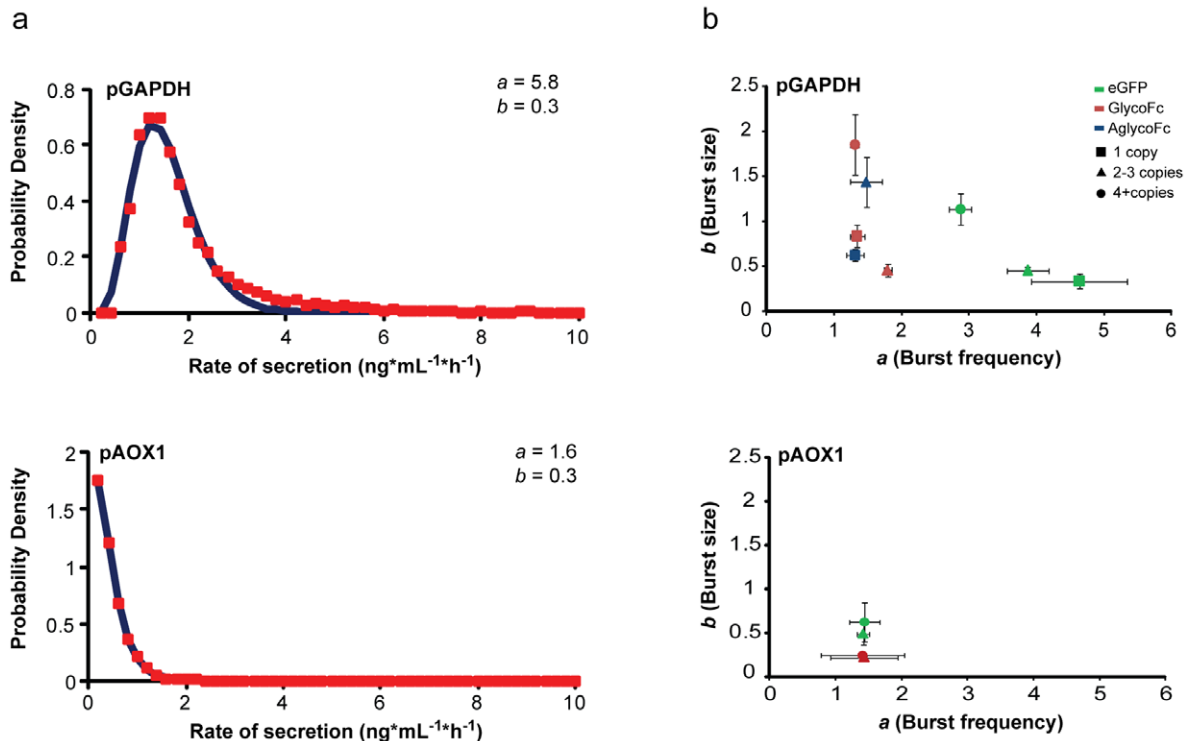 a
pGAPDH
a = 5.8
b = 0.3
0.8
0.6
0.4
0.2
0
Probability Density
0 2 4 6 8 10
Rate of secretion (ng*mL⁻¹*h⁻¹)
pAOX1
a = 1.6
b = 0.3
2
1.5
1
0.5
0
Probability Density
0 2 4 6 8 10
Rate of secretion (ng*mL⁻¹*h⁻¹)
b
pGAPDH
eGFP
GlycoFc
AglycoFc
1 copy
2-3 copies
4+copies
2.5
2
1.5
1
0.5
0
b (Burst size)
0 1 2 3 4 5 6
a (Burst frequency)
pAOX1
2.5
2
1.5
1
0.5
0
b (Burst size)
0 1 2 3 4 5 6
a (Burst frequency)